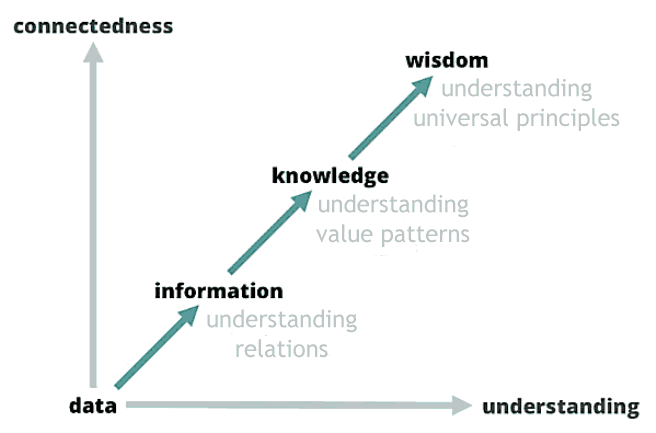 connectedness
wisdom
understanding
universal principles
knowledge
understanding
value patterns
information
understanding
relations
data
understanding